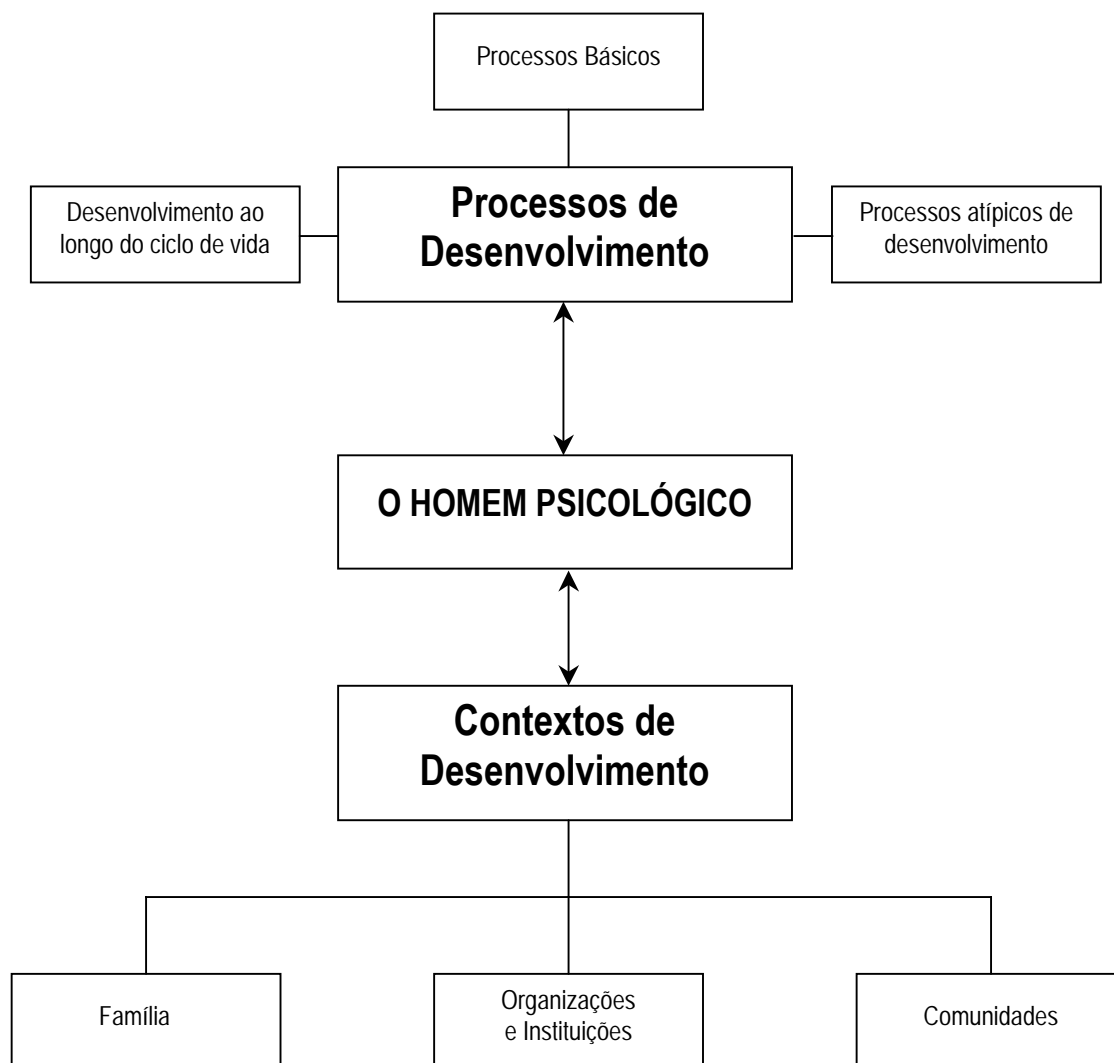 Processos Básicos
Processos de
Desenvolvimento
Desenvolvimento ao
longo do ciclo de vida
Processos atípicos de
desenvolvimento
O HOMEM PSICOLÓGICO
Contextos de
Desenvolvimento
Família
Organizações
e Instituições
Comunidades